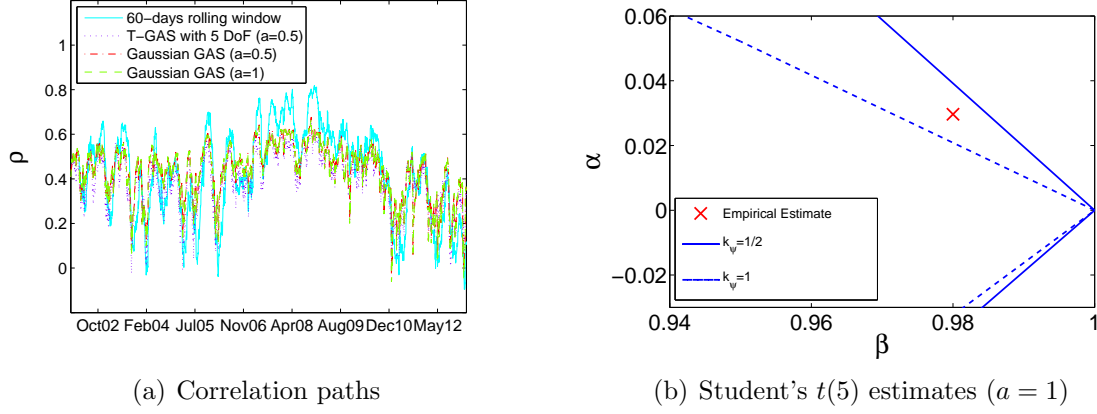 60-days rolling window
T-GAS with 5 DoF (a=0.5)
Gaussian GAS (a=0.5)
Gaussian GAS (a=1)
1
0.8
0.6
0.4
0.2
0
ρ
Oct02 Feb04 Jul05 Nov06 Apr08 Aug09 Dec10 May12
(a) Correlation paths
0.06
0.04
0.02
0
−0.02
α
Empirical Estimate
k_ψ=1/2
k_ψ=1
0.94 0.96 0.98 1
β
(b) Student's t(5) estimates (a = 1)